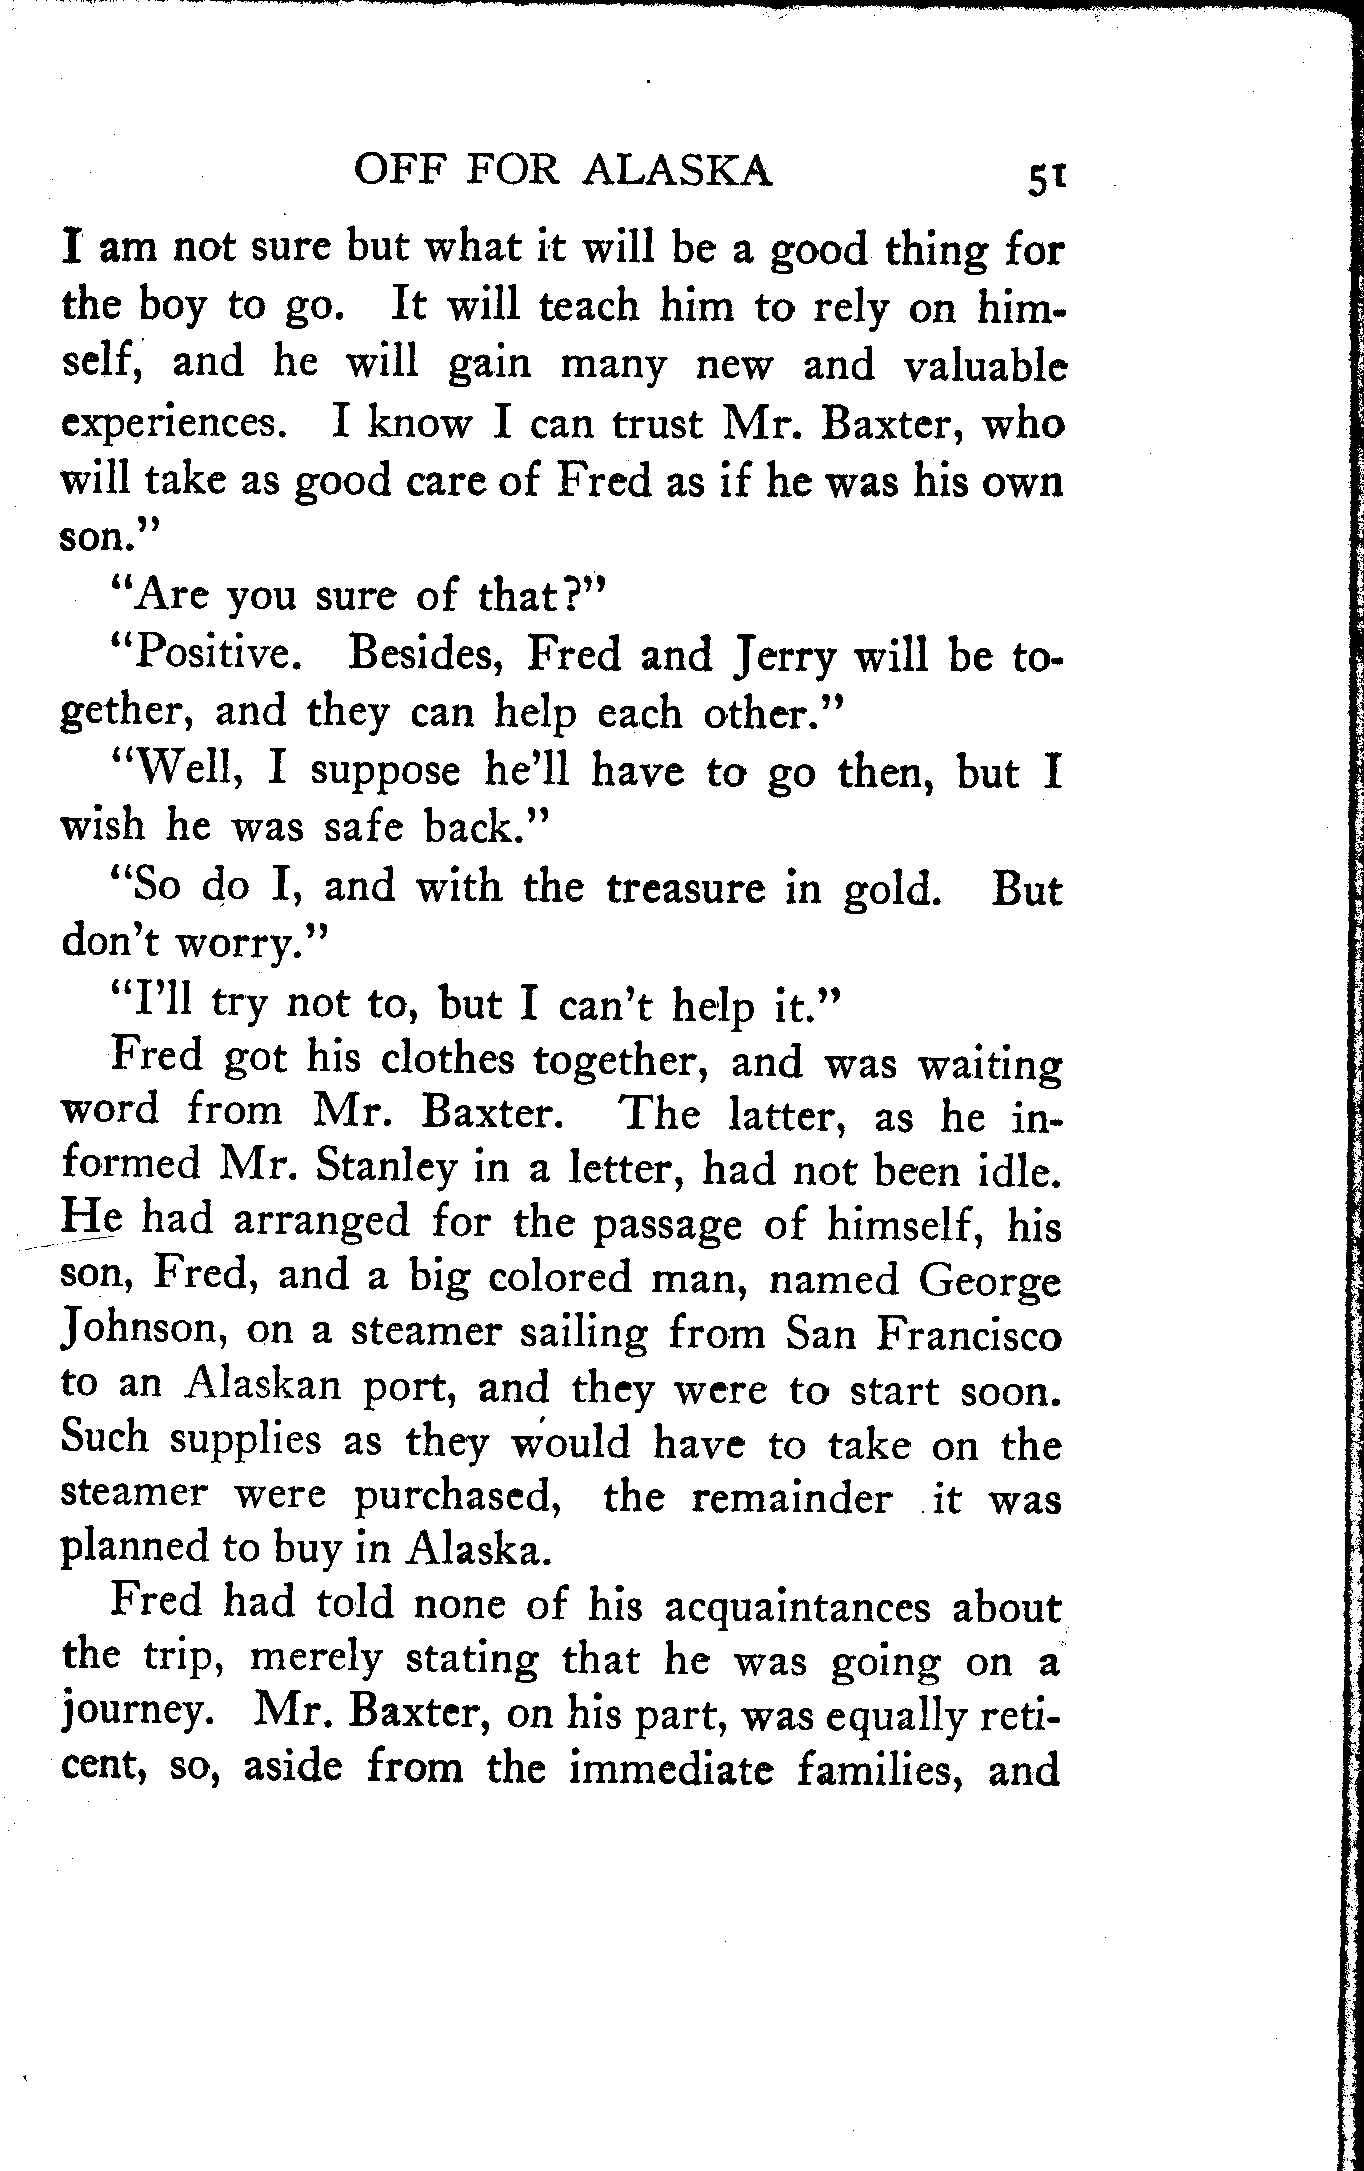 OFF FOR ALASKA 51
I am not sure but what it will be a good thing for
the boy to go. It will teach him to rely on him-
self, and he will gain many new and valuable
experiences. I know I can trust Mr. Baxter, who
will take as good care of Fred as if he was his own
son."
"Are you sure of that?"
"Positive. Besides, Fred and Jerry will be to-
gether, and they can help each other."
"Well, I suppose he'll have to go then, but I
wish he was safe back."
"So do I, and with the treasure in gold. But
don't worry."
"I'll try not to, but I can't help it."
Fred got his clothes together, and was waiting
word from Mr. Baxter. The latter, as he in-
formed Mr. Stanley in a letter, had not been idle.
He had arranged for the passage of himself, his
son, Fred, and a big colored man, named George
Johnson, on a steamer sailing from San Francisco
to an Alaskan port, and they were to start soon.
Such supplies as they would have to take on the
steamer were purchased, the remainder it was
planned to buy in Alaska.
Fred had told none of his acquaintances about
the trip, merely stating that he was going on a
journey. Mr. Baxter, on his part, was equally reti-
cent, so, aside from the immediate families, and